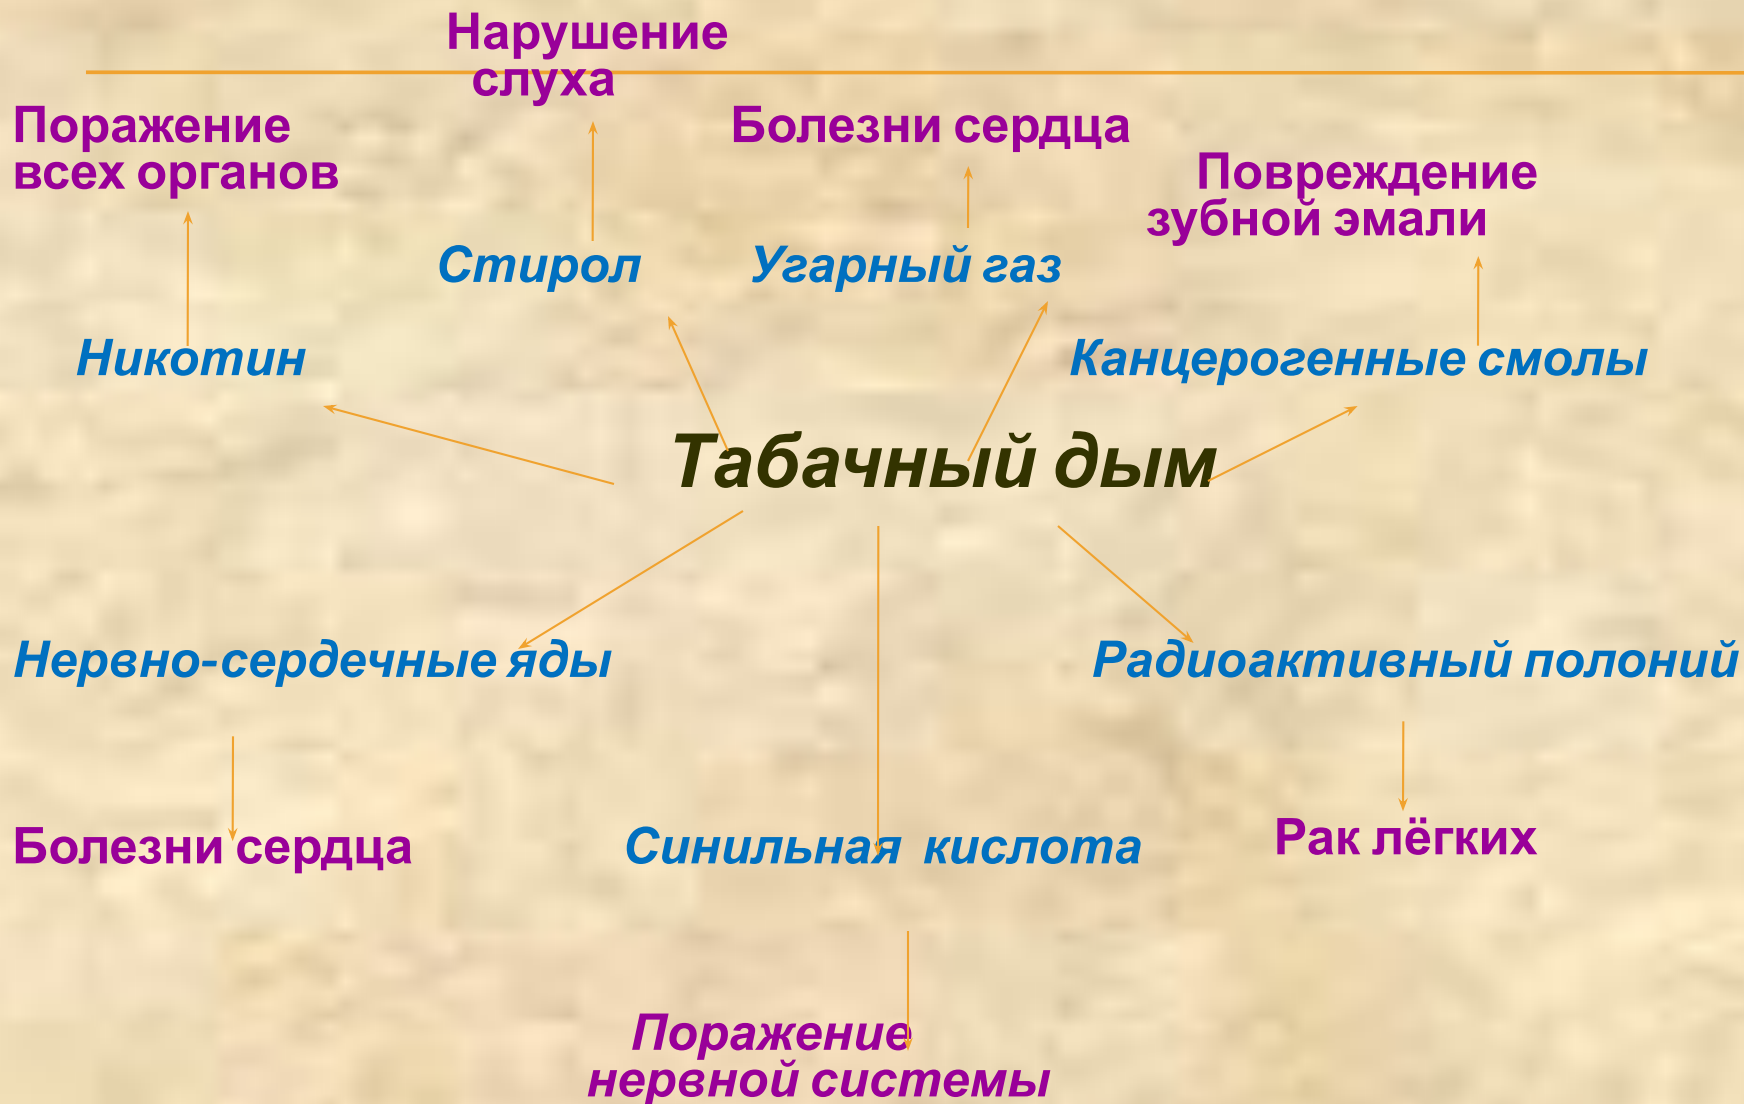 Нарушение
слуха
Поражение
всех органов
Болезни сердца
Повреждение
зубной эмали
Стирол
Угарный газ
Никотин
Канцерогенные смолы
Табачный дым
Нервно-сердечные яды
Радиоактивный полоний
Болезни сердца
Синильная кислота
Рак лёгких
Поражение
нервной системы